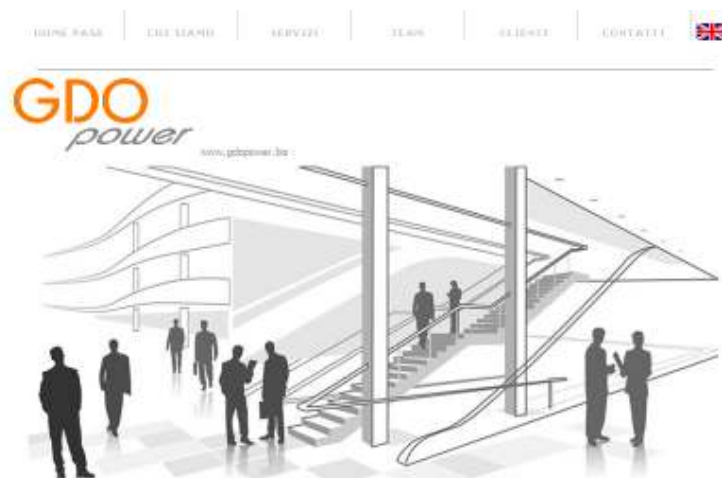 HOME PAGE CHI SIAMO SERVIZI TEAM CLIENTI CONTATTI
GDO
power
www.gdopower.biz